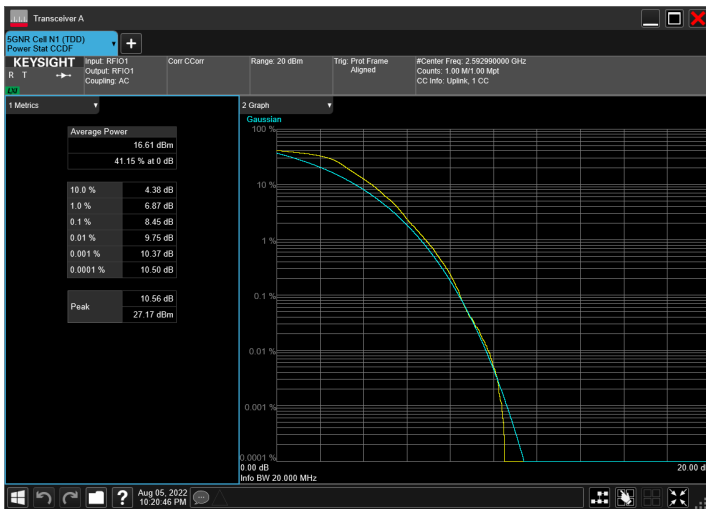 Transceiver A
5GNR Cell N1 (TDD)
Power Stat CCDF
KEYSIGHT
R T
LXI
Input: RFIO1
Output: RFIO1
Coupling: AC
Corr CCorr
Range: 20 dBm
Trig: Prot Frame
Aligned
#Center Freq: 2.592990000 GHz
Counts: 1.00 M/1.00 Mpt
CC Info: Uplink, 1 CC
1 Metrics
Average Power
16.61 dBm
41.15 % at 0 dB
10.0 % 4.38 dB
1.0 % 6.87 dB
0.1 % 8.45 dB
0.01 % 9.75 dB
0.001 % 10.37 dB
0.0001 % 10.50 dB
Peak
10.56 dB
27.17 dBm
2 Graph
Gaussian
100 %
10 %
1 %
0.1 %
0.01 %
0.001 %
0.0001 %
0.00 dB
20.00 d
Info BW 20.000 MHz
?
Aug 05, 2022
10:20:46 PM